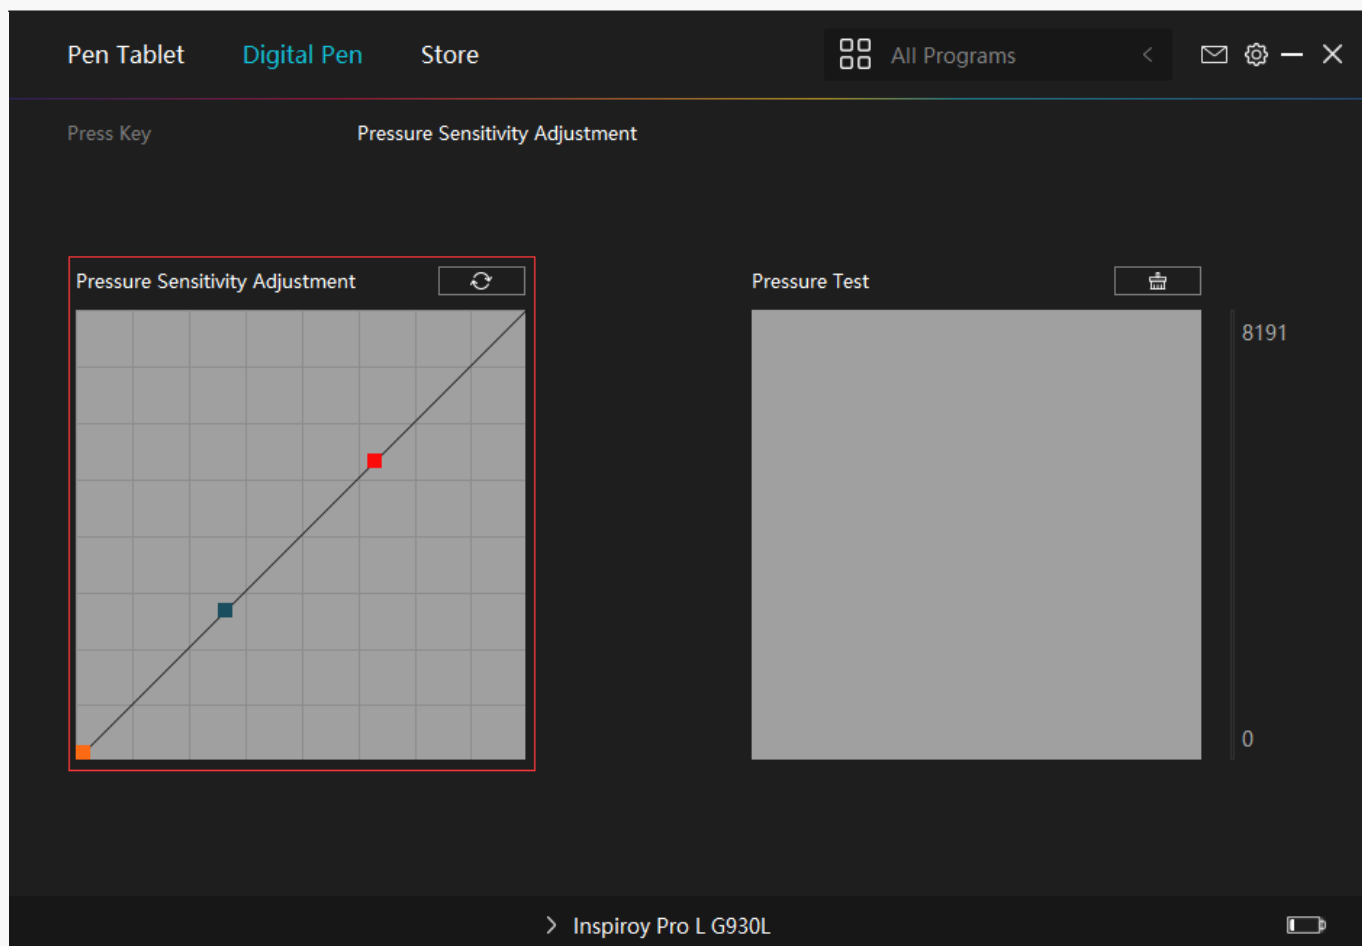 Pen Tablet Digital Pen Store All Programs
Press Key Pressure Sensitivity Adjustment
Pressure Sensitivity Adjustment
Pressure Test
8191
0
Inspiroy Pro L G930L